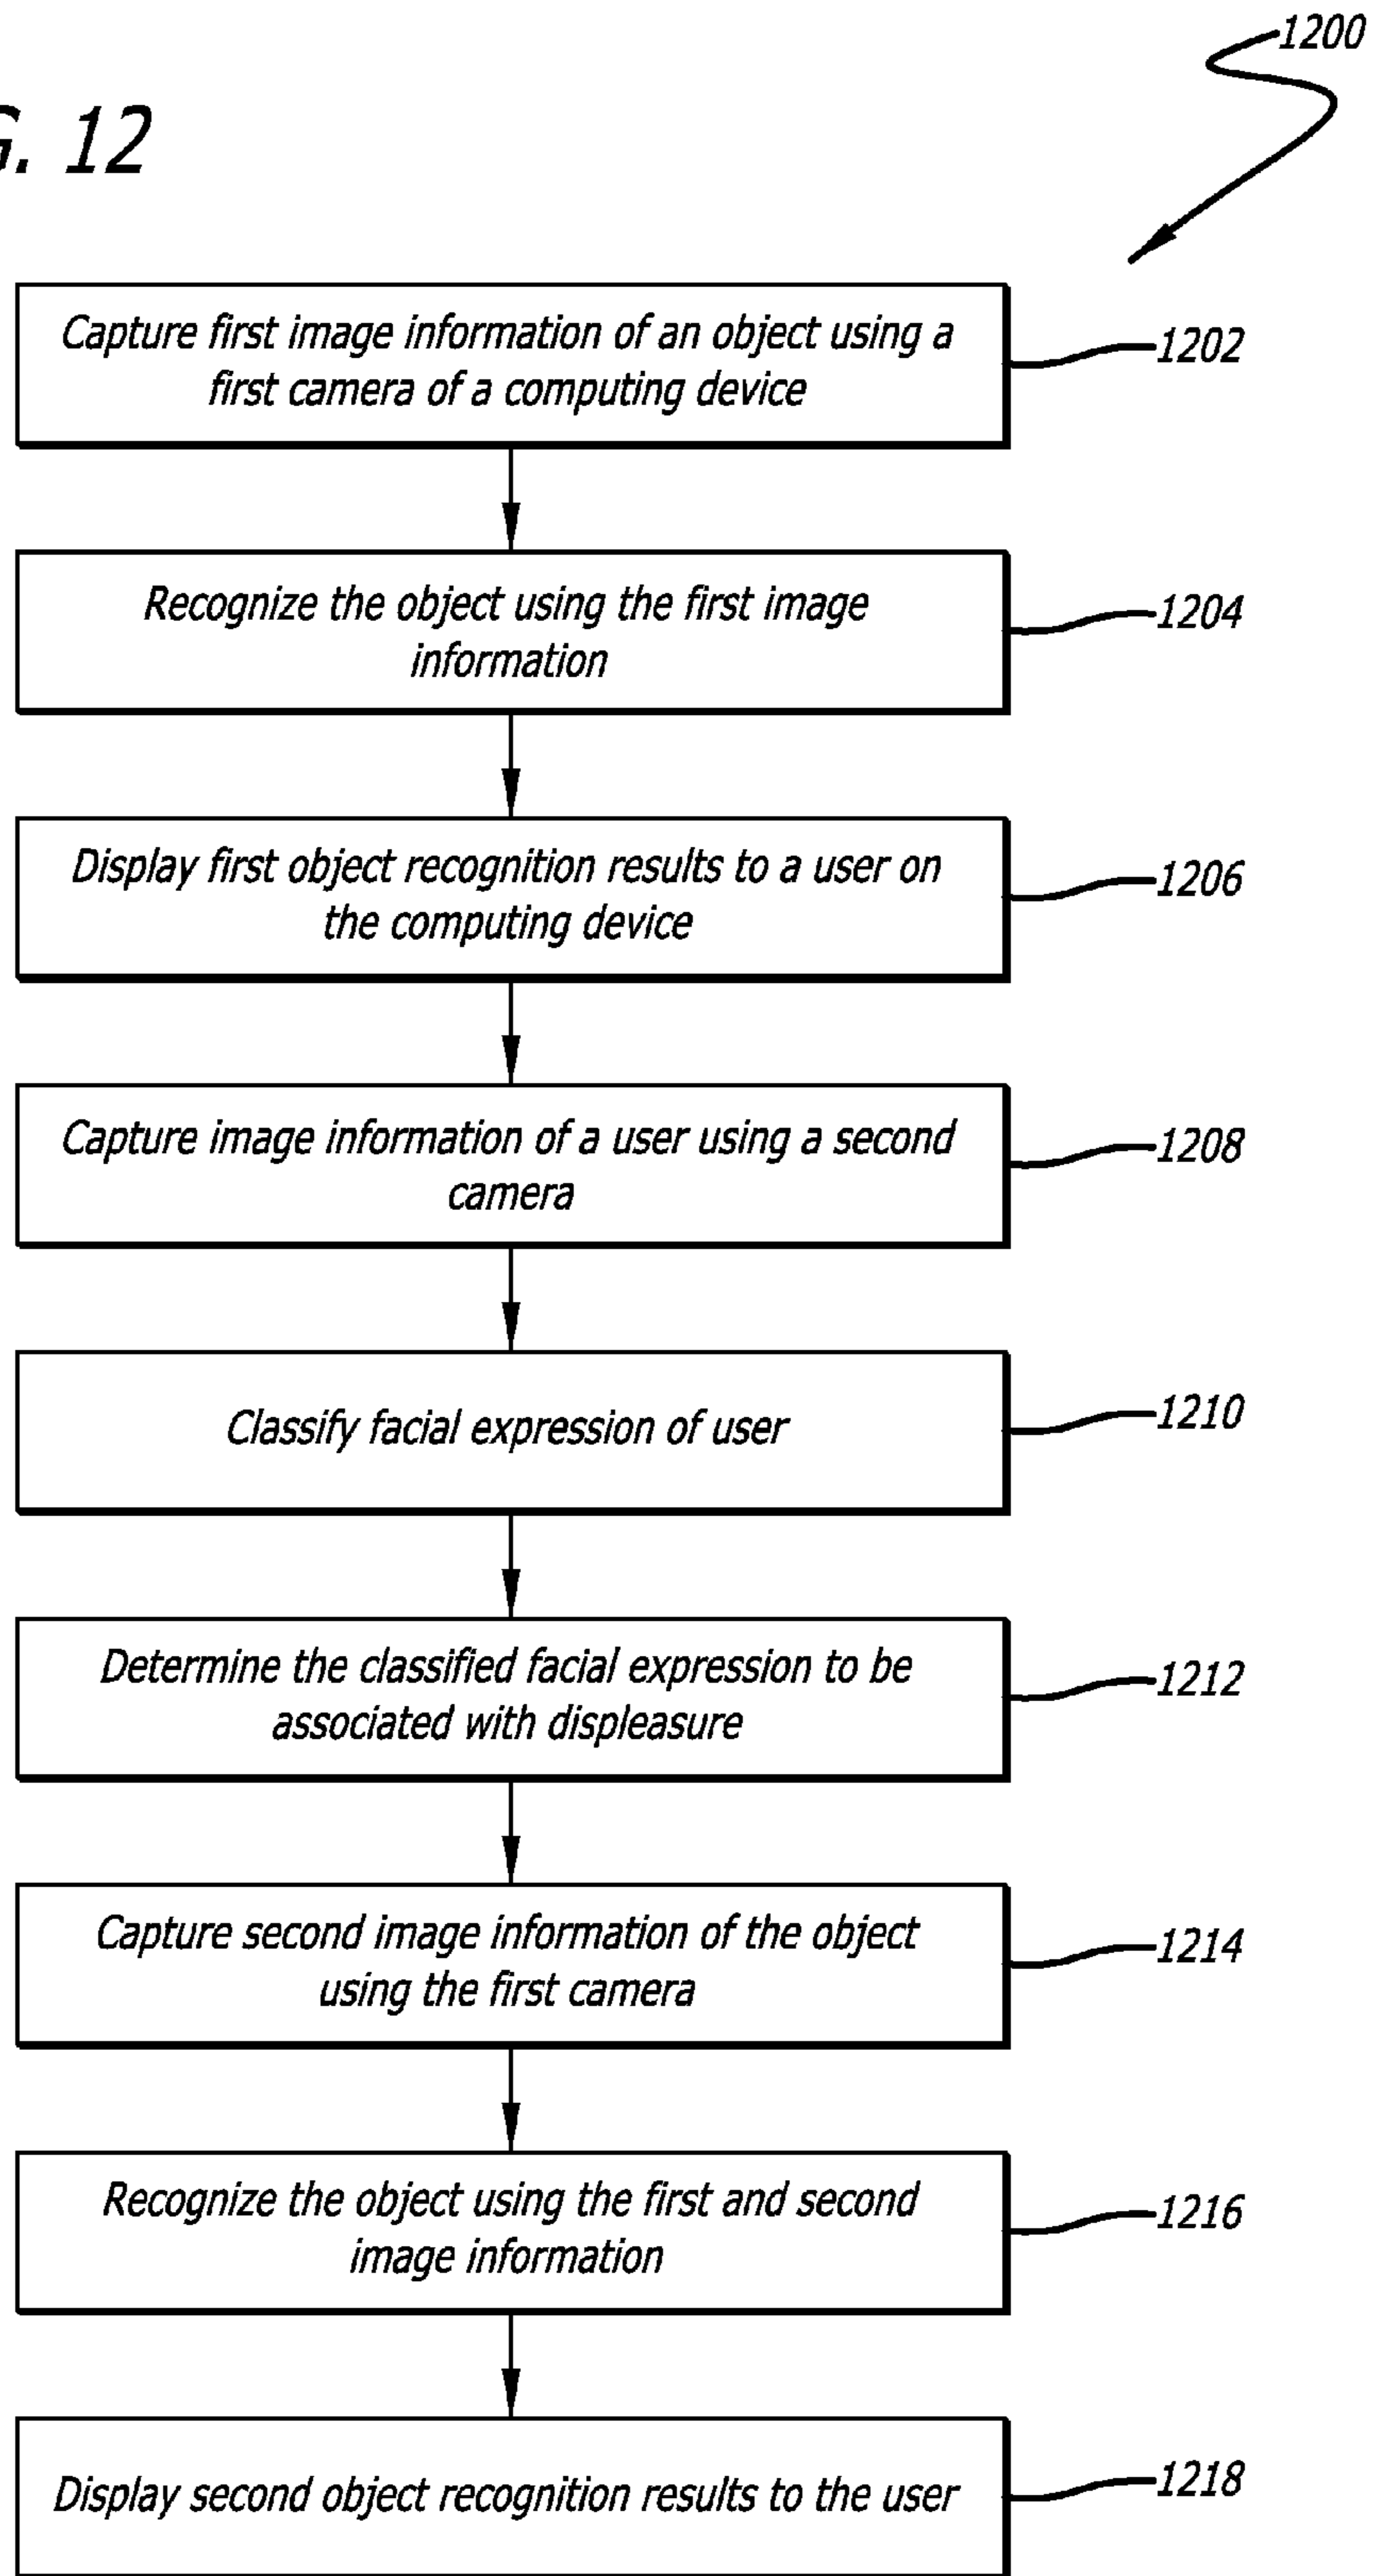 1200
G. 12
Capture first image information of an object using a
first camera of a computing device
1202
Recognize the object using the first image
information
1204
Display first object recognition results to a user on
the computing device
1206
Capture image information of a user using a second
camera
1208
Classify facial expression of user
1210
Determine the classified facial expression to be
associated with displeasure
1212
Capture second image information of the object
using the first camera
1214
Recognize the object using the first and second
image information
1216
Display second object recognition results to the user
1218